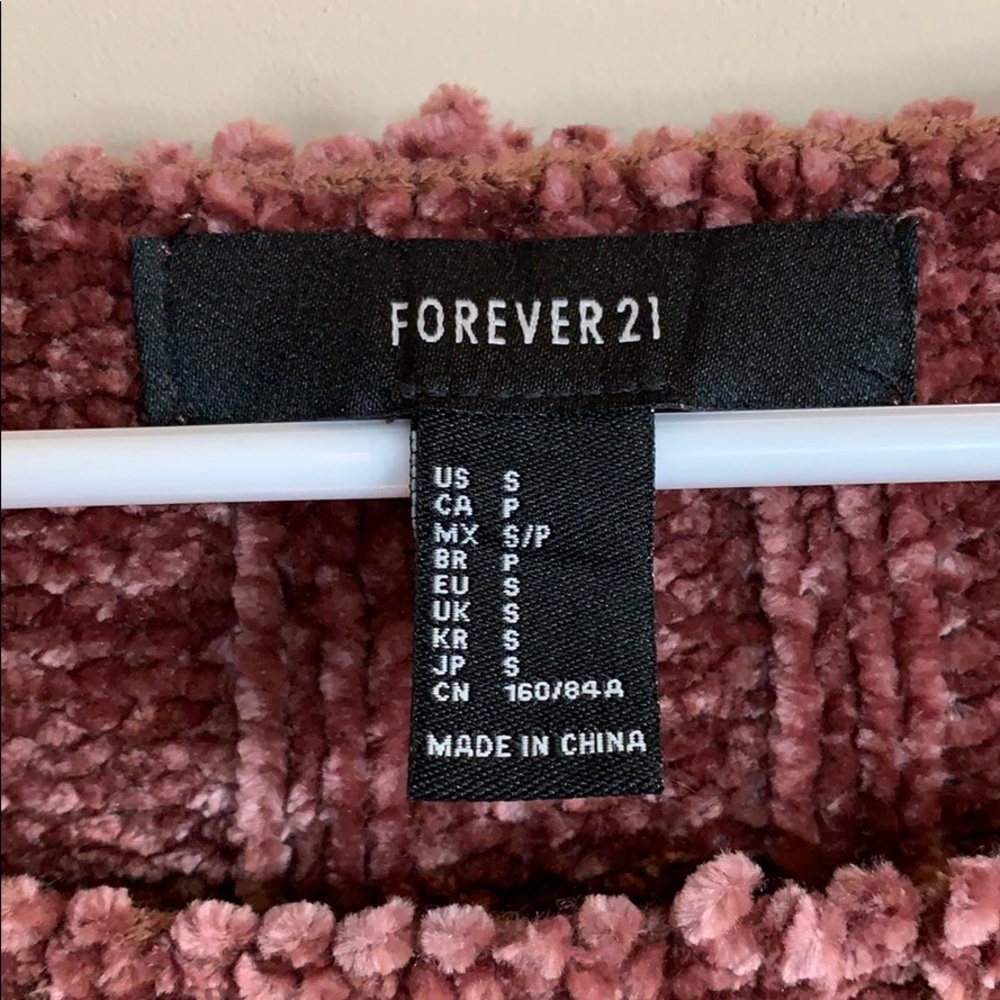 FOREVER 21
US S
CA P
MX S/P
BR P
EU S
UK S
KR S
JP S
CN 160/84A
MADE IN CHINA